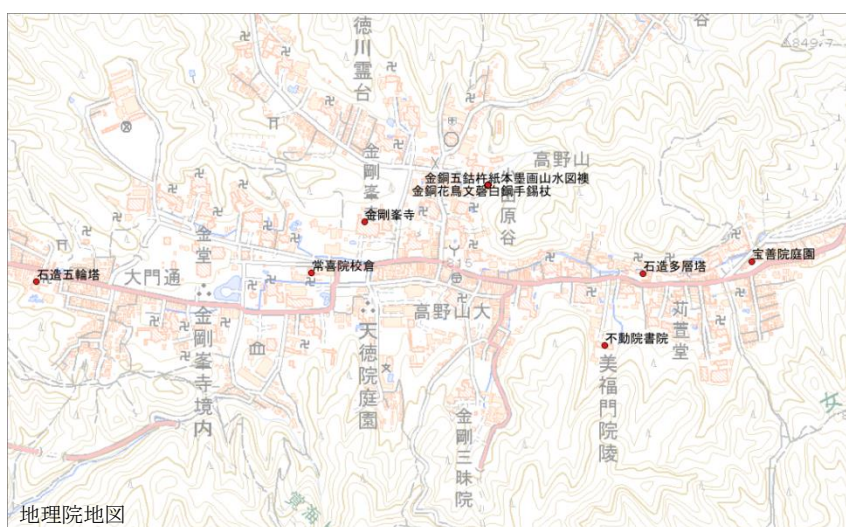 谷
849.7
徳川霊台
高野山
金銅五鈷杵紙本墨画山水図襖
金銅花鳥文磬白銅手錫杖
小田原谷
金剛峯寺
金剛峯寺
宝善院庭園
石造五輪塔
大門通
金堂
常喜院校倉
石造多層塔
苅萱堂
高野山大
不動院書院
金剛峯寺境内
天徳院庭園
美福門院陵
金剛三昧院
女
地理院地図